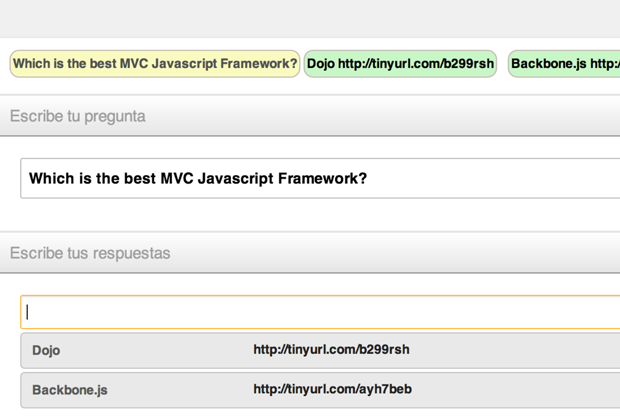 Which is the best MVC Javascript Framework? Dojo http://tinyurl.com/b299rsh Backbone.js http:/
Escribe tu pregunta
Which is the best MVC Javascript Framework?
Escribe tus respuestas
Dojo http://tinyurl.com/b299rsh
Backbone.js http://tinyurl.com/ayh7beb